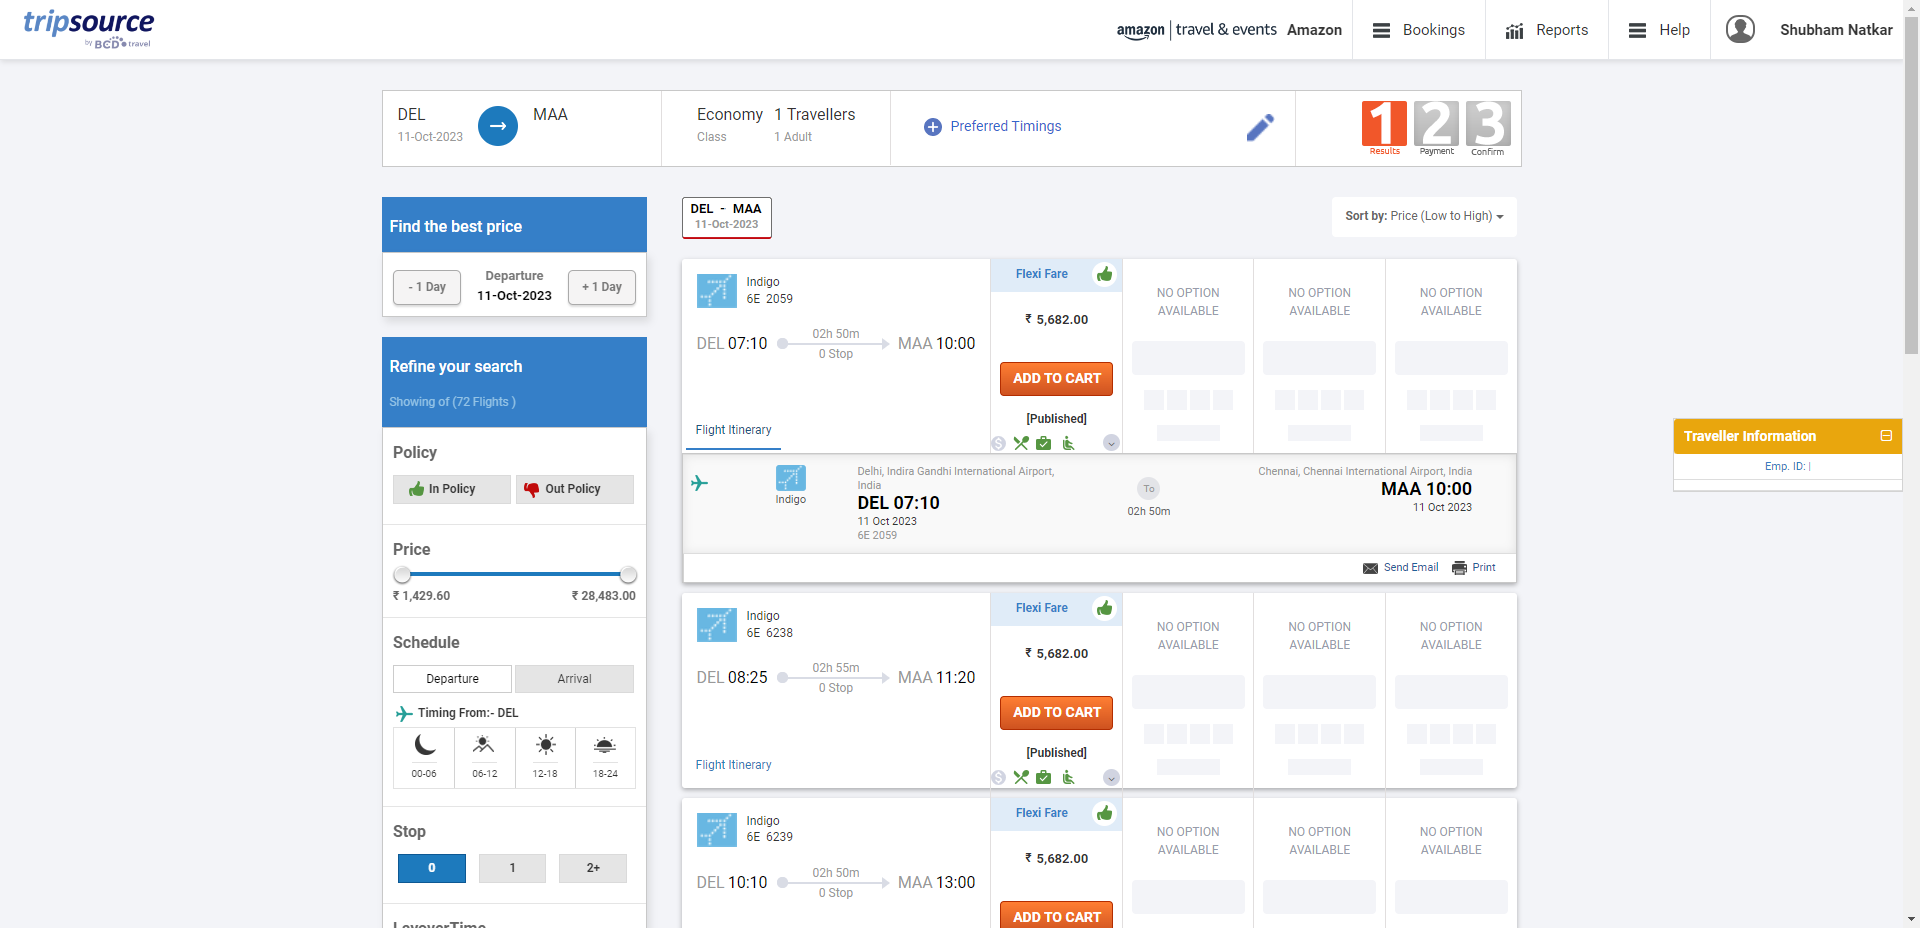 tripsource
by BCD travel
amazon | travel & events Amazon
Bookings
Reports
Help
Shubham Natkar
DEL
11-Oct-2023
MAA
Economy
Class
1 Travellers
1 Adult
Preferred Timings
1 2 3
Results Payment Confirm
Find the best price
- 1 Day
Departure
11-Oct-2023
+ 1 Day
Refine your search
Showing of (72 Flights )
Policy
In Policy
Out Policy
Price
₹ 1,429.60
₹ 28,483.00
Schedule
Departure
Arrival
Timing From:- DEL
00-06
06-12
12-18
18-24
Stop
0
1
2+
LayoverTime
DEL - MAA
11-Oct-2023
Sort by: Price (Low to High)
Indigo
6E 2059
DEL 07:10
02h 50m
0 Stop
MAA 10:00
Flight Itinerary
Flexi Fare
₹ 5,682.00
ADD TO CART
[Published]
NO OPTION
AVAILABLE
NO OPTION
AVAILABLE
NO OPTION
AVAILABLE
Indigo
Delhi, Indira Gandhi International Airport,
India
DEL 07:10
11 Oct 2023
6E 2059
To
02h 50m
Chennai, Chennai International Airport, India
MAA 10:00
11 Oct 2023
Send Email
Print
Indigo
6E 6238
DEL 08:25
02h 55m
0 Stop
MAA 11:20
Flight Itinerary
Flexi Fare
₹ 5,682.00
ADD TO CART
[Published]
NO OPTION
AVAILABLE
NO OPTION
AVAILABLE
NO OPTION
AVAILABLE
Indigo
6E 6239
DEL 10:10
02h 50m
0 Stop
MAA 13:00
Flexi Fare
₹ 5,682.00
ADD TO CART
NO OPTION
AVAILABLE
NO OPTION
AVAILABLE
NO OPTION
AVAILABLE
Traveller Information
Emp. ID: |